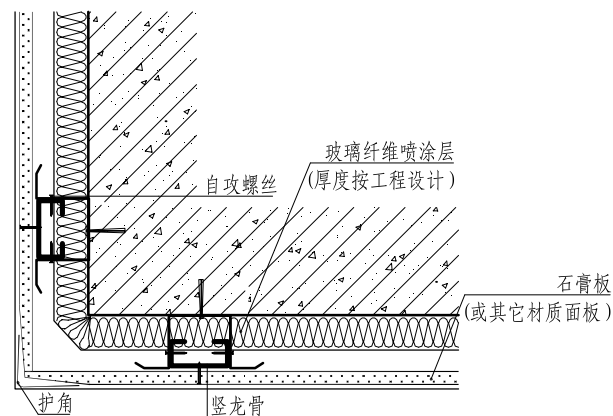 玻璃纤维喷涂层
(厚度按工程设计)
自攻螺丝
石膏板
(或其它材质面板)
护角
竖龙骨